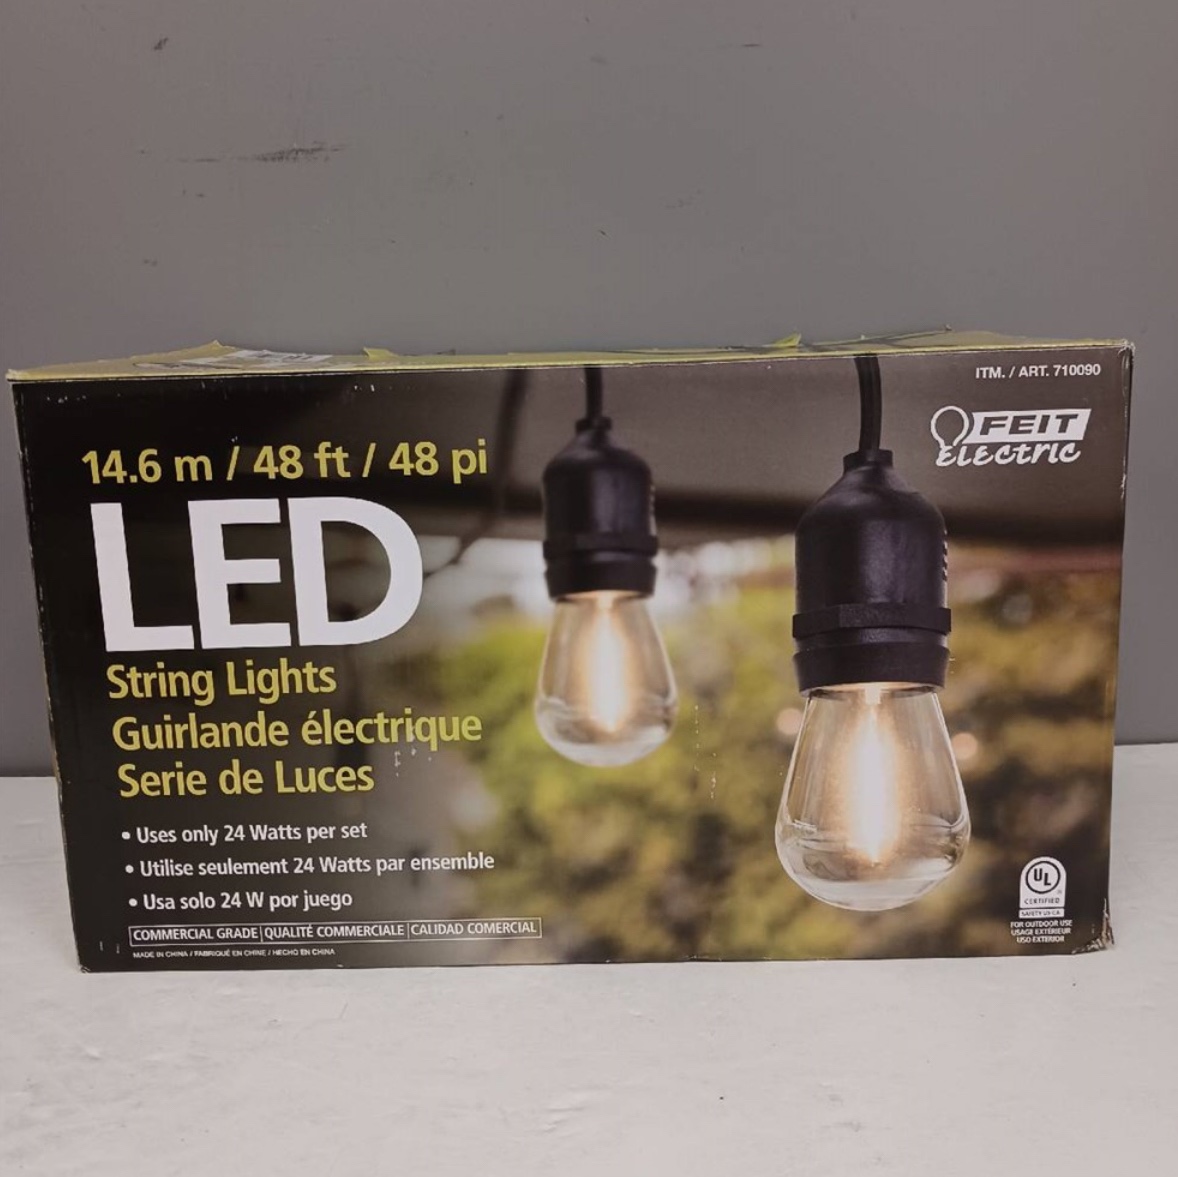 ITM. / ART. 710090
FEIT
Electric
14.6 m / 48 ft / 48 pi
LED
String Lights
Guirlande électrique
Serie de Luces
• Uses only 24 Watts per set
• Utilise seulement 24 Watts par ensemble
• Usa solo 24 W por juego
COMMERCIAL GRADE QUALITÉ COMMERCIALE CALIDAD COMERCIAL
MADE IN CHINA / FABRIQUÉ EN CHINE / HECHO EN CHINA
UL
CERTIFIED
SAFETY US CA
FOR OUTDOOR USE
USAGE EXTÉRIEUR
USO EXTERIOR